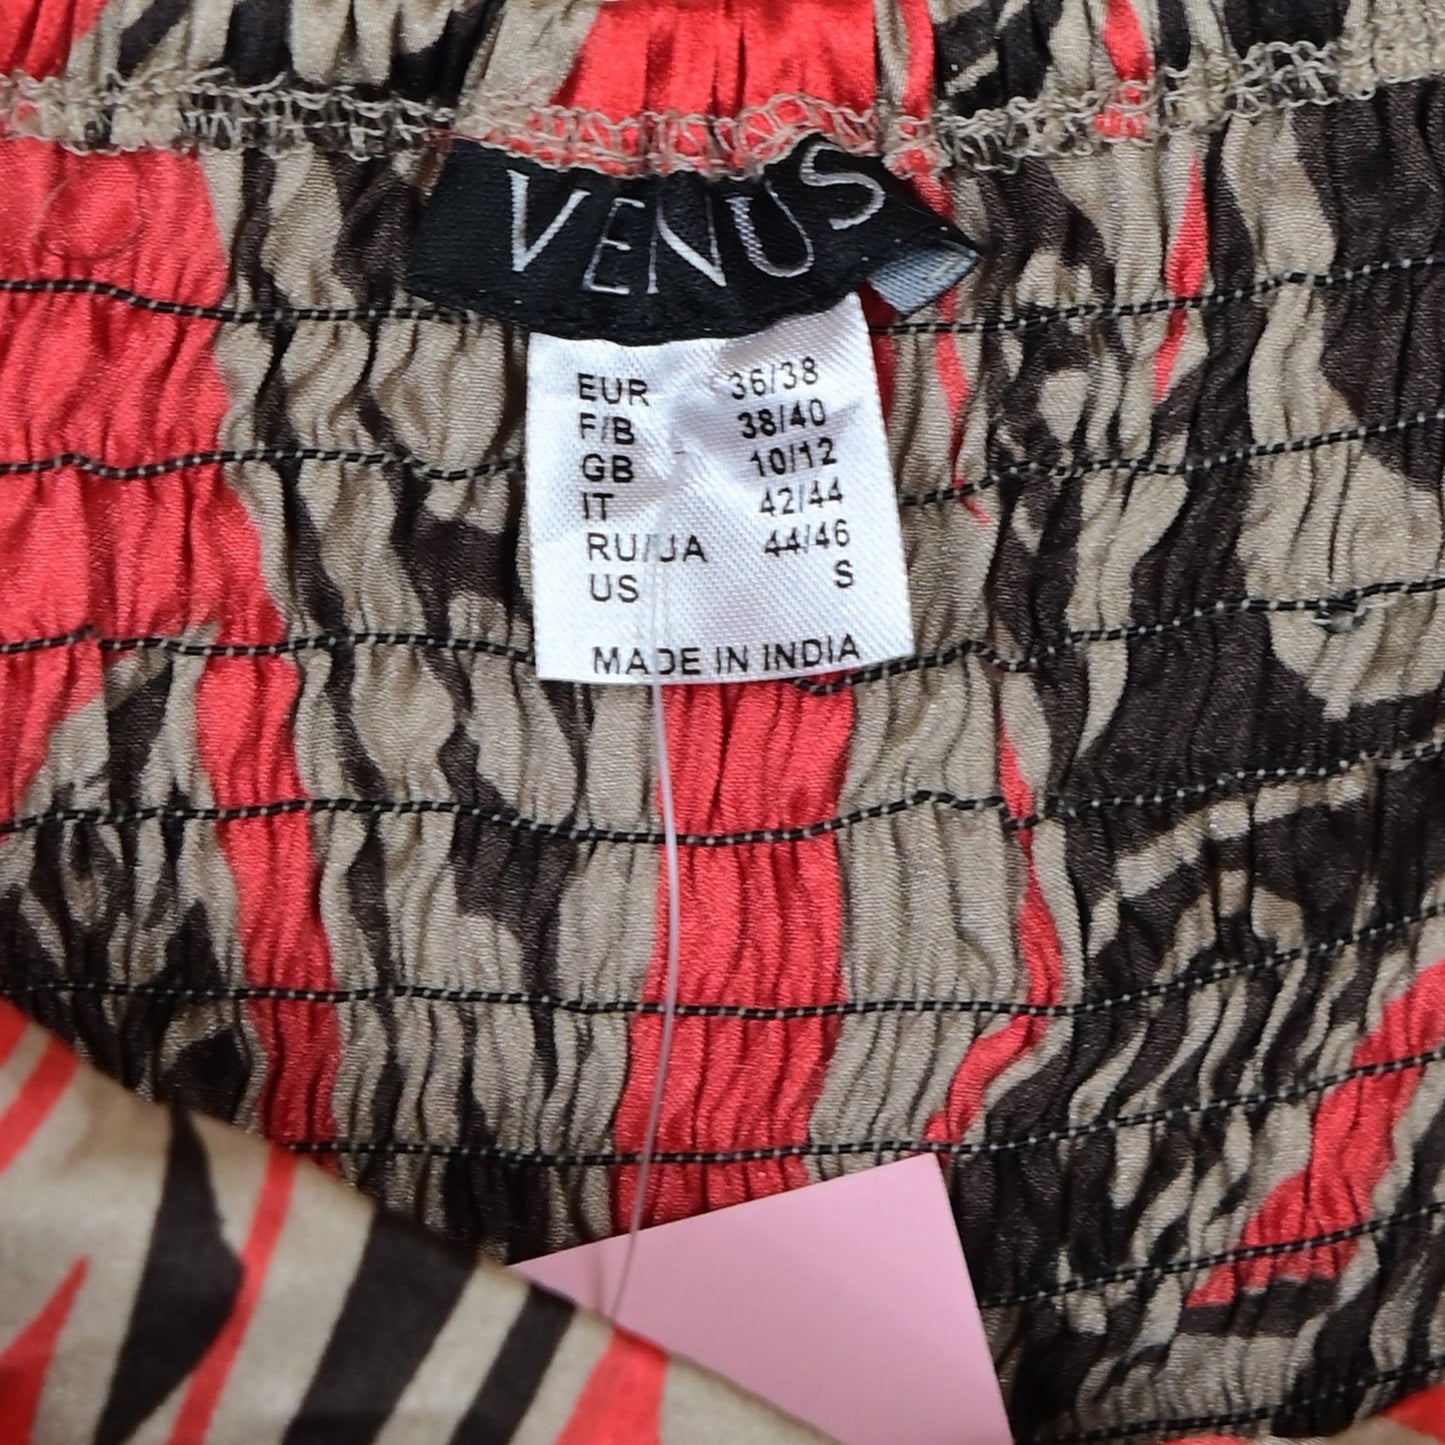 VENUS
EUR 36/38
F/B 38/40
GB 10/12
IT 42/44
RU/UA 44/46
US S
MADE IN INDIA